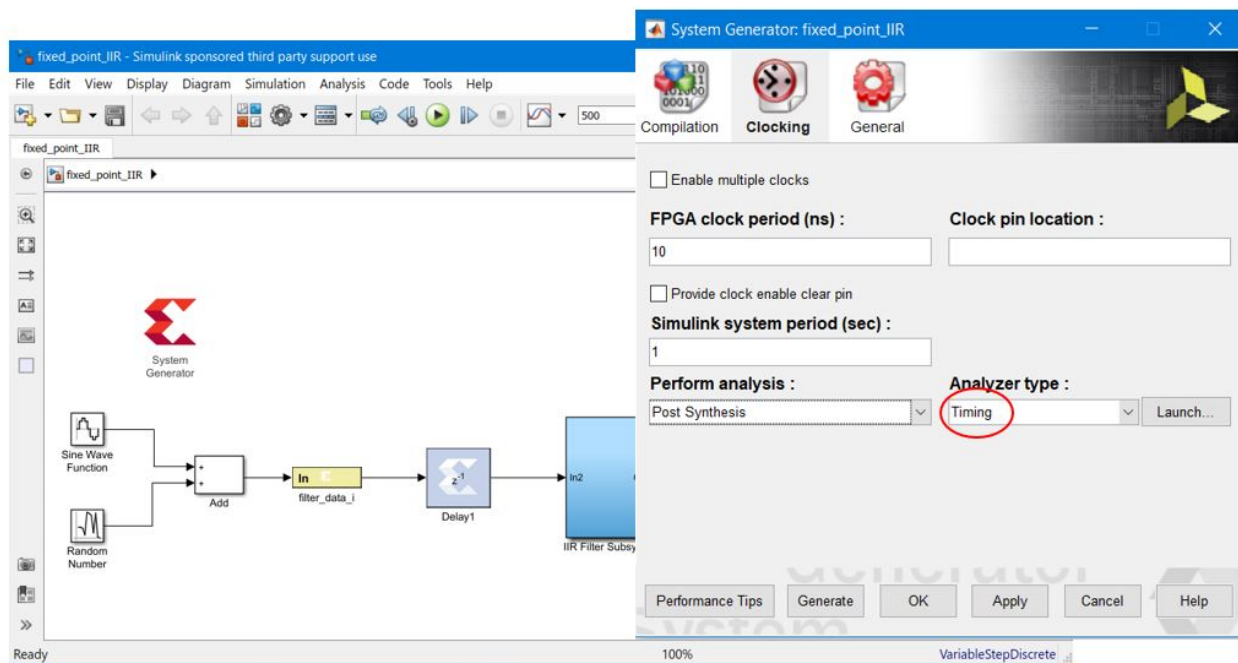 fixed_point_IIR - Simulink sponsored third party support use
File Edit View Display Diagram Simulation Analysis Code Tools Help
500
fixed_point_IIR
fixed_point_IIR
System
Generator
Sine Wave
Function
Random
Number
Add
In
filter_data_i
z-1
Delay1
In2
IIR Filter Subsy
Ready
100%
VariableStepDiscrete
System Generator: fixed_point_IIR
Compilation
Clocking
General
Enable multiple clocks
FPGA clock period (ns) :
Clock pin location :
10
Provide clock enable clear pin
Simulink system period (sec) :
1
Perform analysis :
Analyzer type :
Post Synthesis
Timing
Launch...
Performance Tips
Generate
OK
Apply
Cancel
Help